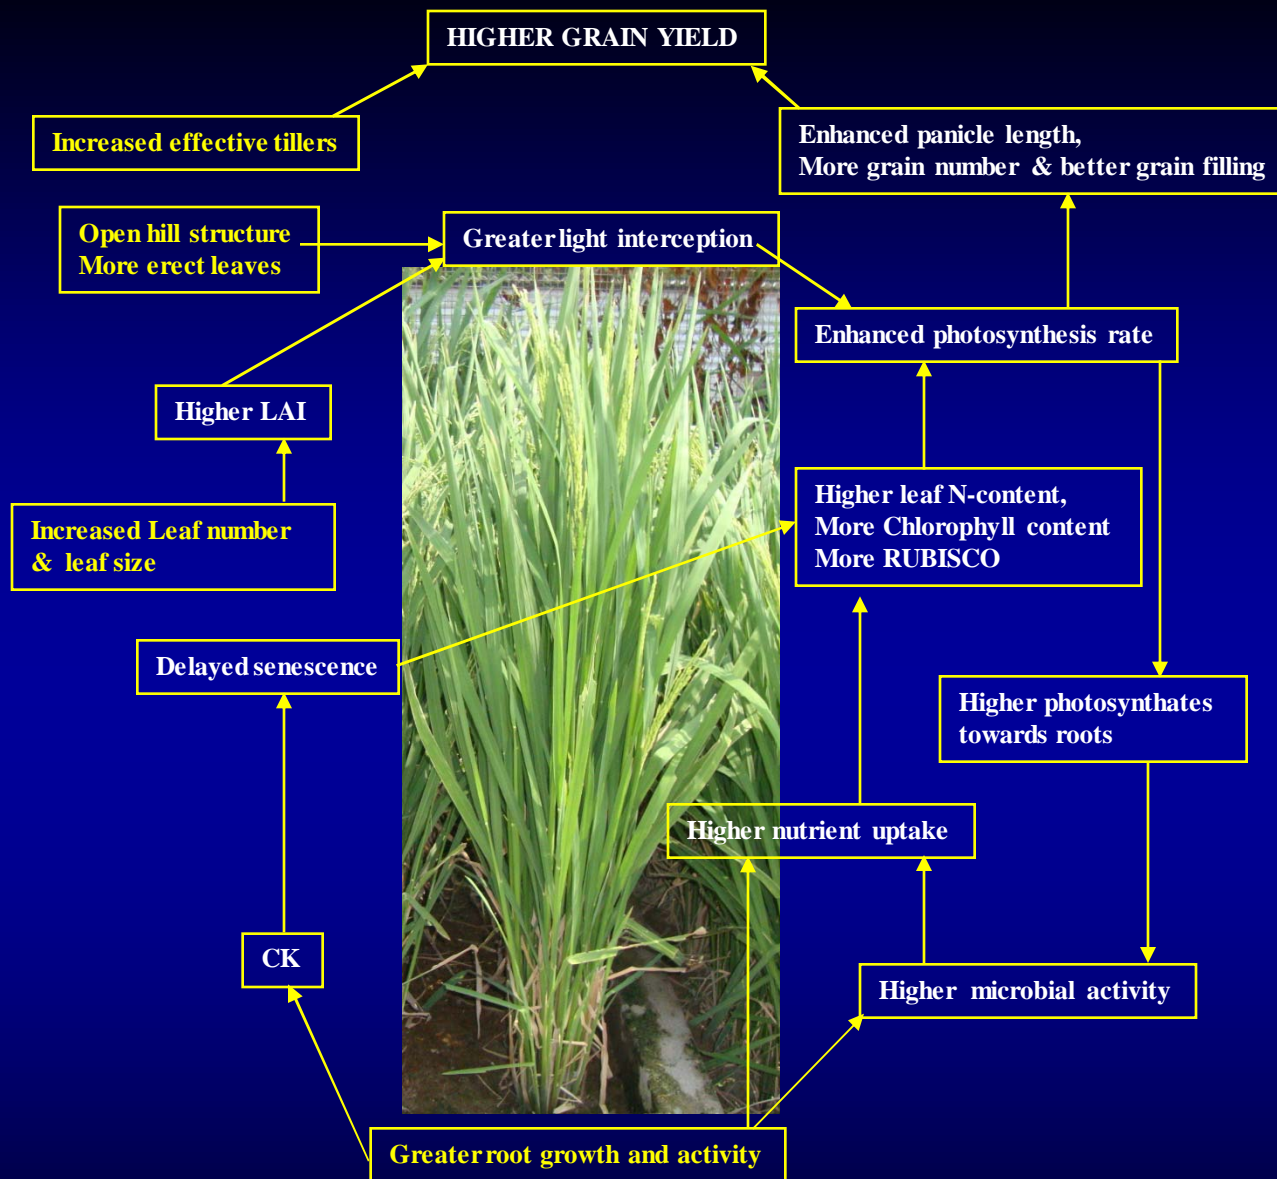 HIGHER GRAIN YIELD
Increased effective tillers
Enhanced panicle length,
More grain number & better grain filling
Open hill structure
More erect leaves
Greater light interception
Enhanced photosynthesis rate
Higher LAI
Higher leaf N-content,
More Chlorophyll content
More RUBISCO
Increased Leaf number
& leaf size
Delayed senescence
Higher photosynthates
towards roots
Higher nutrient uptake
CK
Higher microbial activity
Greater root growth and activity